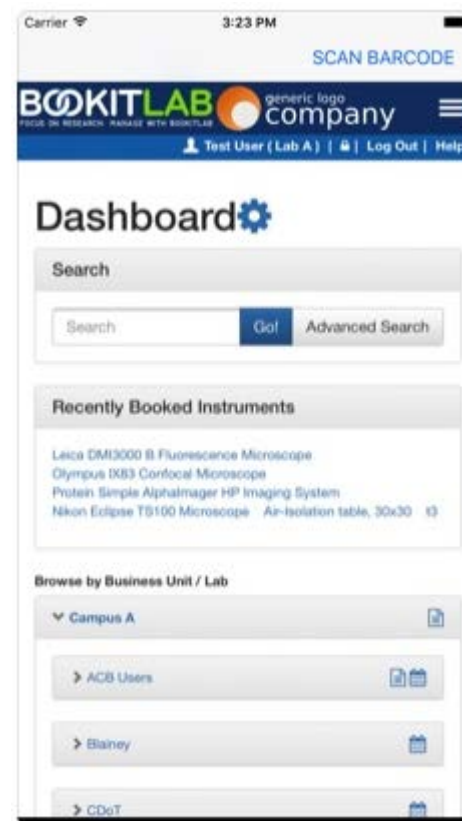 Carrier 3:23 PM
SCAN BARCODE
BOOKITLAB generic logo company
FOCUS ON RESEARCH MANAGE WITH BOOKITLAB
Test User ( Lab A ) | | Log Out | Help
Dashboard
Search
Search Go! Advanced Search
Recently Booked Instruments
Leica DMI3000 B Fluorescence Microscope
Olympus IX83 Confocal Microscope
Protein Simple AlphaImager HP Imaging System
Nikon Eclipse TS100 Microscope Air-Isolation table, 30x30 t3
Browse by Business Unit / Lab
Campus A
ACB Users
Blainey
CDoT